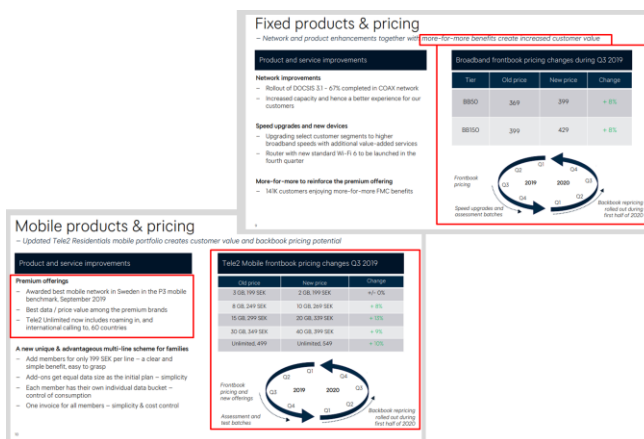 Fixed products & pricing
– Network and product enhancements together with more-for-more benefits create increased customer value
Product and service improvements
Network improvements
– Rollout of DOCSIS 3.1 – 67% completed in COAX network
– Increased capacity and hence a better experience for our
customers
Speed upgrades and new devices
– Upgrading select customer segments to higher
broadband speeds with additional value-added services
– Router with new standard Wi-Fi 6 to be launched in the
fourth quarter
More-for-more to reinforce the premium offering
– 141K customers enjoying more-for-more FMC benefits
Broadband frontbook pricing changes during Q3 2019
Tier Old price New price Change
BB50 369 399 + 8%
BB150 399 429 + 8%
Q1 Q1
Q2 Q2
Frontbook
pricing
Q3 2019 2020 Q3
Q4 Q4
Speed upgrades and
assessment batches
Backbook repricing
rolled out during
first half of 2020
9
Mobile products & pricing
– Updated Tele2 Residentials mobile portfolio creates customer value and backbook pricing potential
Product and service improvements
Premium offerings
– Awarded best mobile network in Sweden in the P3 mobile
benchmark, September 2019
– Best data / price value among the premium brands
– Tele2 Unlimited now includes roaming in, and
international calling to, 60 countries
A new unique & advantageous multi-line scheme for families
– Add members for only 199 SEK per line – a clear and
simple benefit, easy to grasp
– Add-ons get equal data size as the initial plan – simplicity
– Each member has their own individual data bucket –
control of consumption
– One invoice for all members – simplicity & cost control
Tele2 Mobile frontbook pricing changes Q3 2019
Old price New price Change
3 GB, 199 SEK 2 GB, 199 SEK +/- 0%
8 GB, 249 SEK 10 GB, 269 SEK + 8%
15 GB, 299 SEK 20 GB, 339 SEK + 13%
30 GB, 369 SEK 60 GB, 399 SEK + 9%
Unlimited, 499 Unlimited, 549 + 10%
Q1
Q2 Q2
Frontbook
pricing and
new offerings
Q3 2019 2020 Q3
Q4 Q4
Q1
Assessment and
test batches
Backbook repricing
rolled out during
first half of 2020
10